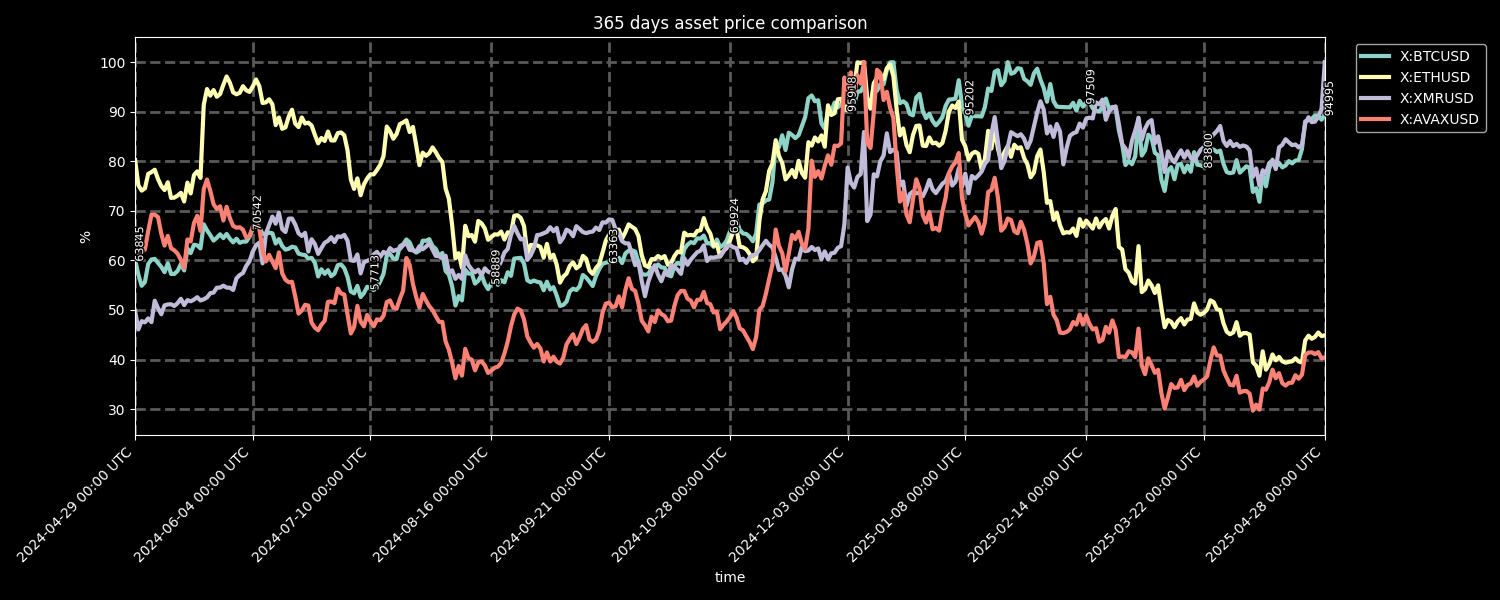 365 days asset price comparison
X:BTCUSD
X:ETHUSD
X:XMRUSD
X:AVAXUSD
%
100
90
80
70
60
50
40
30
63845
70542
57713
58889
63363
69924
95918
95202
97509
83800
94995
2024-04-29 00:00 UTC
2024-06-04 00:00 UTC
2024-07-10 00:00 UTC
2024-08-16 00:00 UTC
2024-09-21 00:00 UTC
2024-10-28 00:00 UTC
2024-12-03 00:00 UTC
2025-01-08 00:00 UTC
2025-02-14 00:00 UTC
2025-03-22 00:00 UTC
2025-04-28 00:00 UTC
time